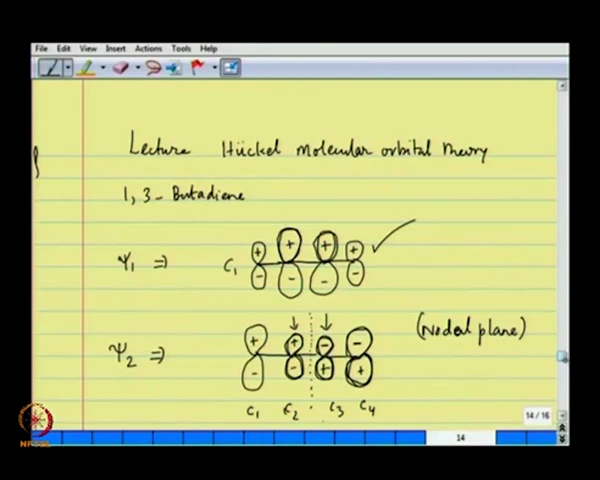 File Edit View Insert Actions Tools Help
Lecture Hückel molecular orbital theory
1, 3 - Butadiene
Ψ1 ⇒ C1 + + + +
- - - -
Ψ2 ⇒ + + - - (Nodal plane)
- - + +
C1 C2 C3 C4
14 / 16
14
NPTEL